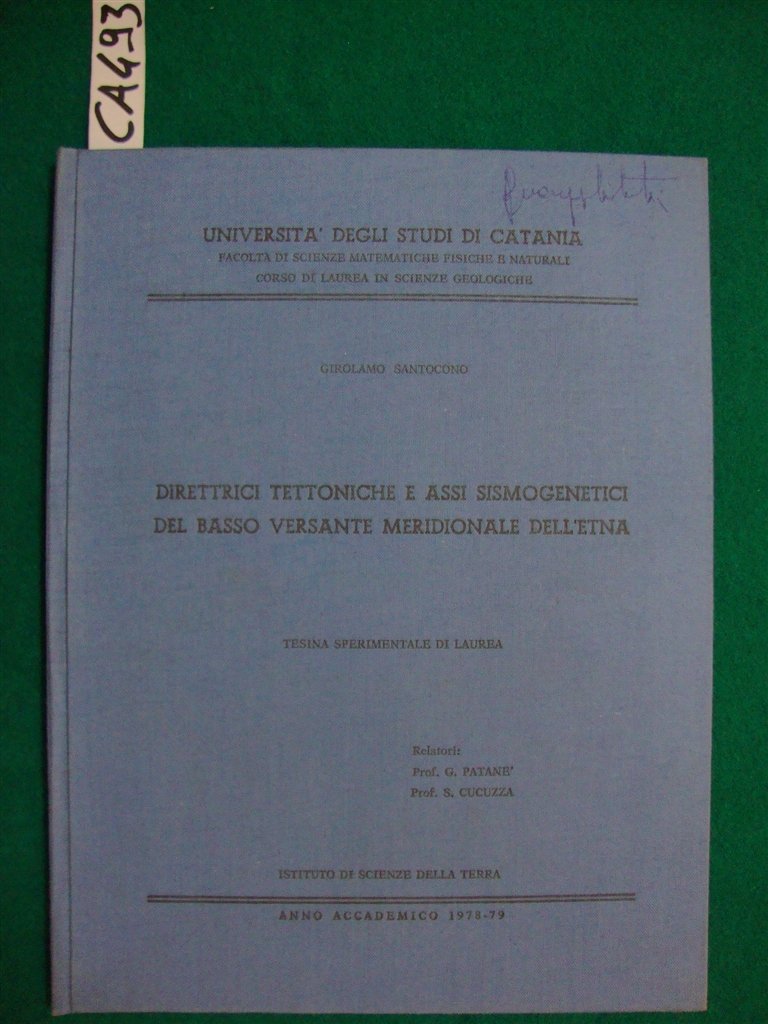 CA493
UNIVERSITA' DEGLI STUDI DI CATANIA
FACOLTÀ DI SCIENZE MATEMATICHE FISICHE E NATURALI
CORSO DI LAUREA IN SCIENZE GEOLOGICHE
GIROLAMO SANTOCONO
DIRETTRICI TETTONICHE E ASSI SISMOGENETICI
DEL BASSO VERSANTE MERIDIONALE DELL'ETNA
TESINA SPERIMENTALE DI LAUREA
Relatori:
Prof. G. PATANE'
Prof. S. CUCUZZA
ISTITUTO DI SCIENZE DELLA TERRA
ANNO ACCADEMICO 1978-79